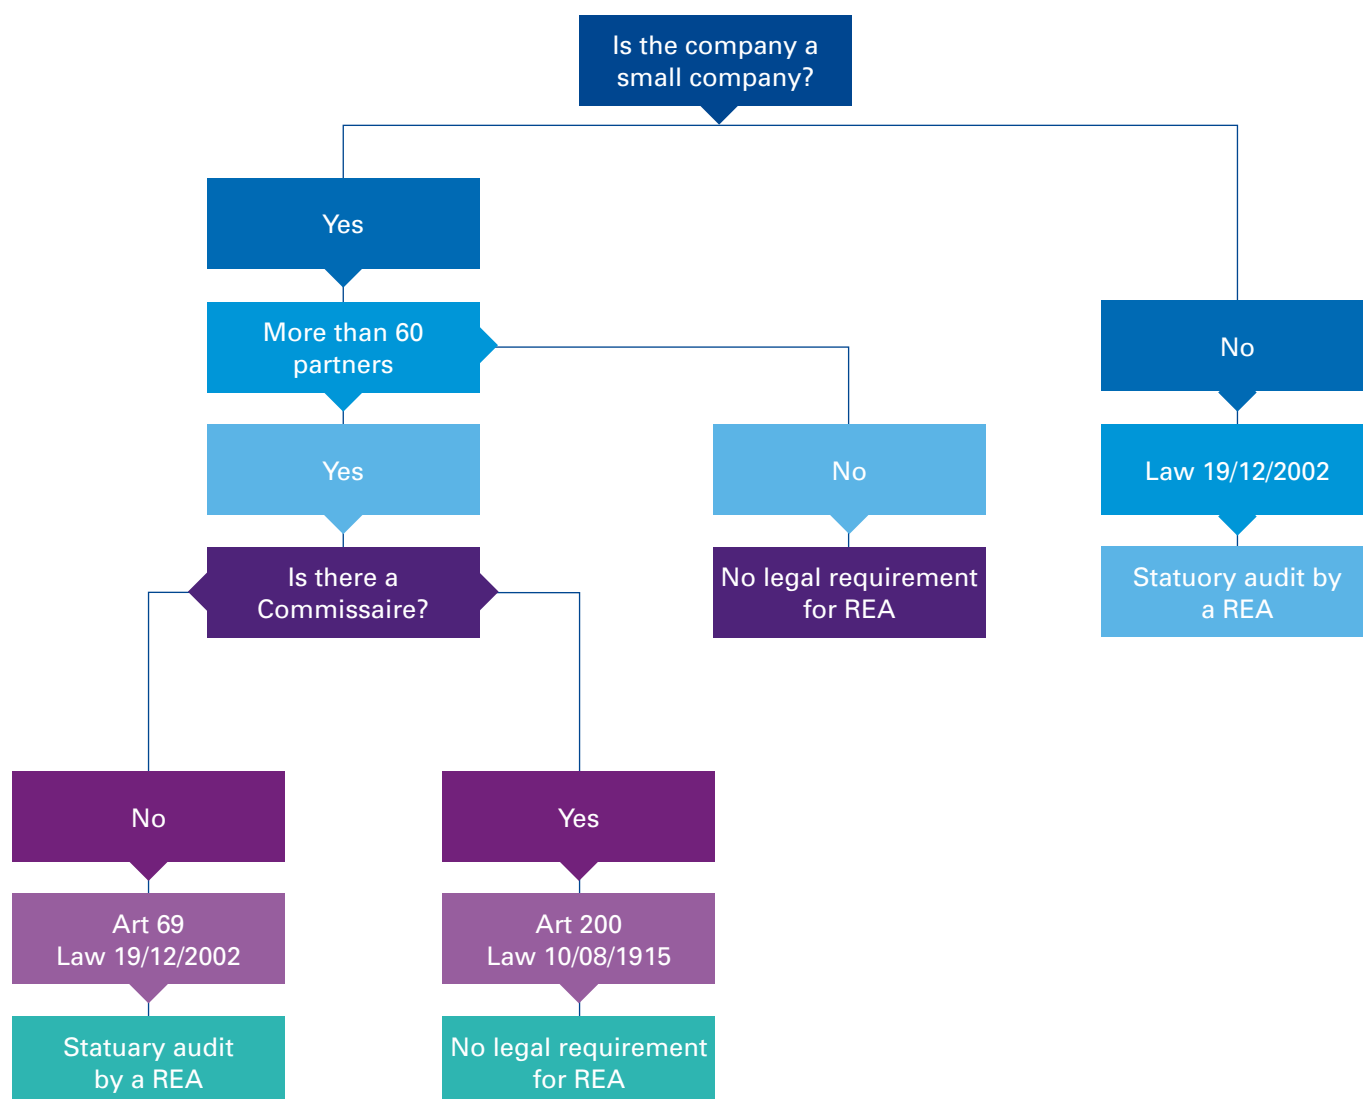 Is the company a
small company?
Yes
More than 60
partners
No
Yes
No
Law 19/12/2002
Is there a
Commissaire?
No legal requirement
for REA
Statuory audit by
a REA
No
Yes
Art 69
Law 19/12/2002
Art 200
Law 10/08/1915
Statuary audit
by a REA
No legal requirement
for REA